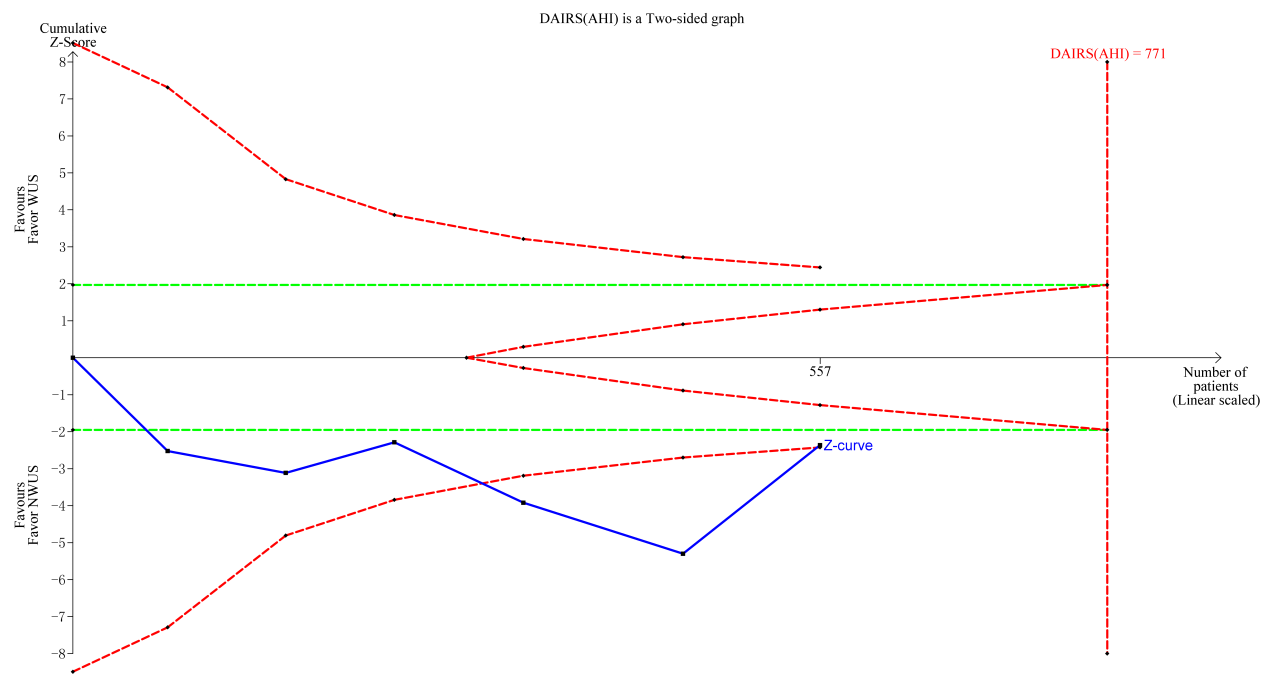 DAIRS(AHI) is a Two-sided graph
Cumulative
Z-Score
DAIRS(AHI) = 771
8
7
6
5
4
3
2
1
-1
-2
-3
-4
-5
-6
-7
-8
Favours
Favor WUS
Favours
Favor NWUS
557
Z-curve
Number of
patients
(Linear scaled)